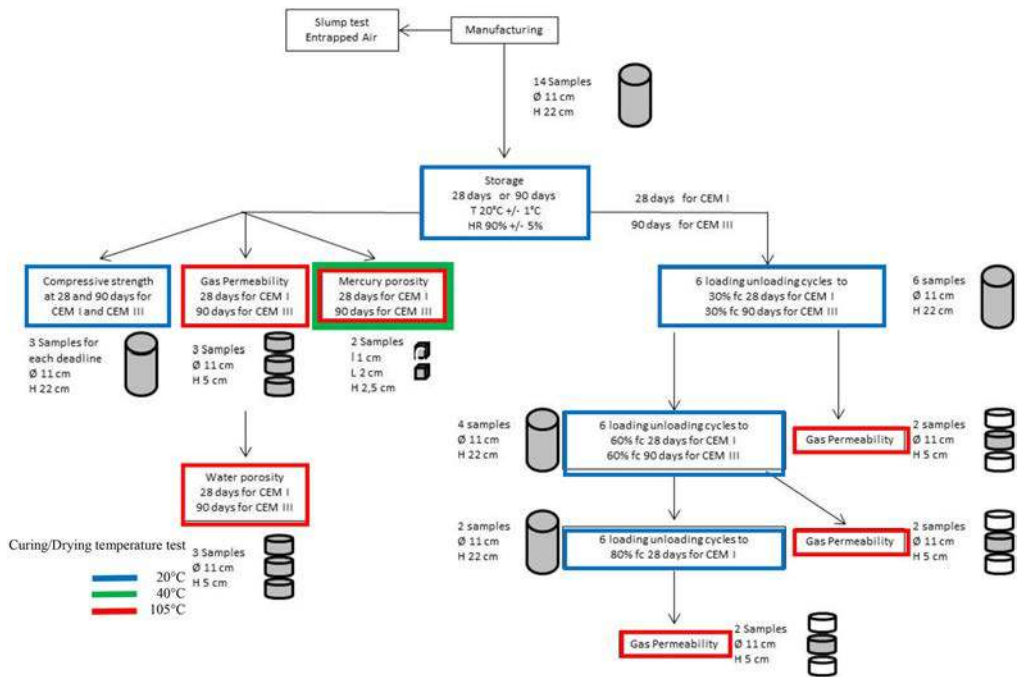 Slump test
Entrapped Air
Manufacturing
14 Samples
Ø 11 cm
H 22 cm
Storage
28 days or 90 days
T 20°C +/- 1°C
HR 90% +/- 5%
28 days for CEM I
90 days for CEM III
Compressive strength
at 28 and 90 days for
CEM I and CEM III
Gas Permeability
28 days for CEM I
90 days for CEM III
Mercury porosity
28 days for CEM I
90 days for CEM III
6 loading unloading cycles to
30% fc 28 days for CEM I
30% fc 90 days for CEM III
6 samples
Ø 11 cm
H 22 cm
3 Samples for
each deadline
Ø 11 cm
H 22 cm
3 Samples
Ø 11 cm
H 5 cm
2 Samples
l 1 cm
L 2 cm
H 2,5 cm
4 samples
Ø 11 cm
H 22 cm
6 loading unloading cycles to
60% fc 28 days for CEM I
60% fc 90 days for CEM III
Gas Permeability
2 samples
Ø 11 cm
H 5 cm
Water porosity
28 days for CEM I
90 days for CEM III
Curing/Drying temperature test
20°C
40°C
105°C
3 Samples
Ø 11 cm
H 5 cm
2 samples
Ø 11 cm
H 22 cm
6 loading unloading cycles to
80% fc 28 days for CEM I
Gas Permeability
2 samples
Ø 11 cm
H 5 cm
Gas Permeability
2 Samples
Ø 11 cm
H 5 cm